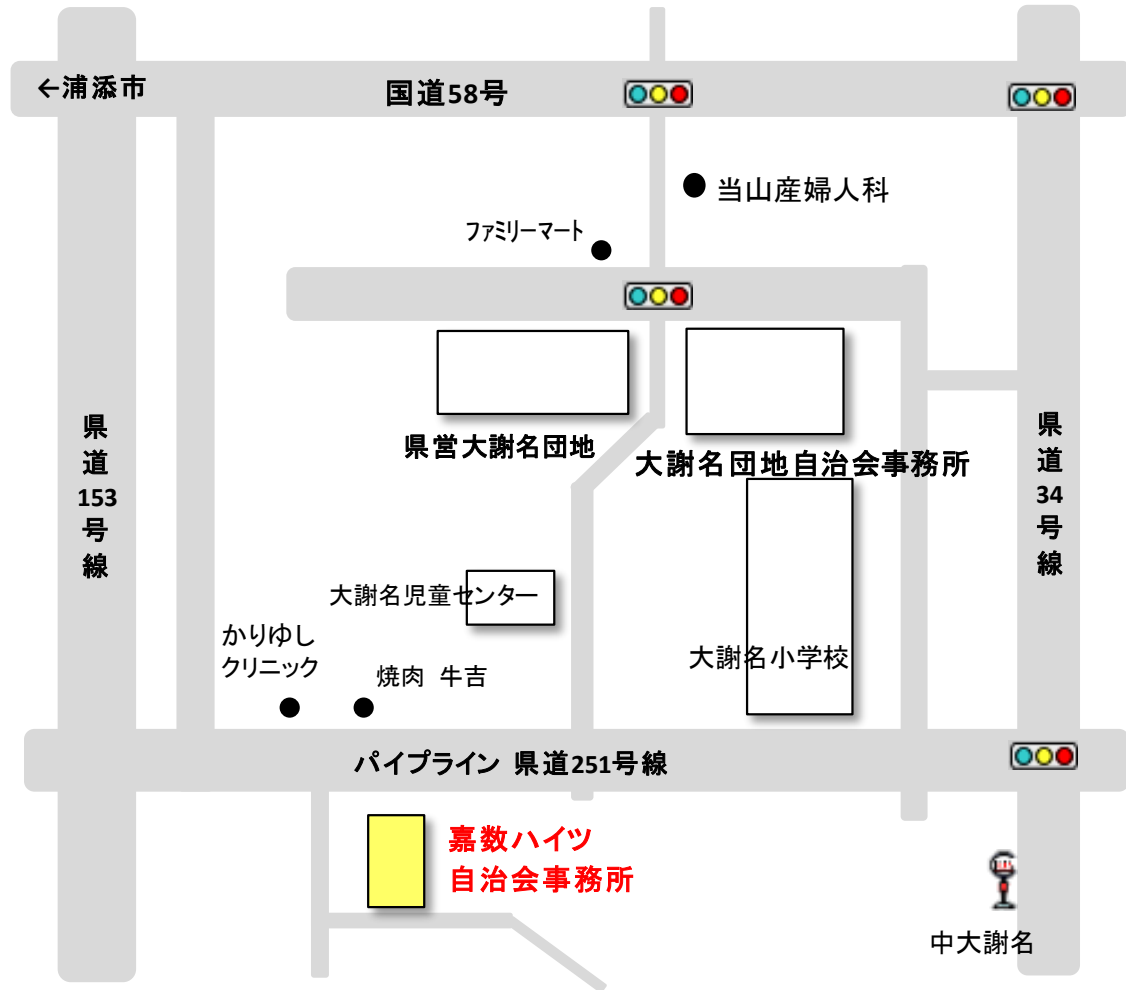 ←浦添市
国道58号
当山産婦人科
ファミリーマート
県営大謝名団地
大謝名団地自治会事務所
県
道
153
号
線
県
道
34
号
線
大謝名児童センター
かりゆし
クリニック
焼肉 牛吉
大謝名小学校
パイプライン 県道251号線
嘉数ハイツ
自治会事務所
中大謝名